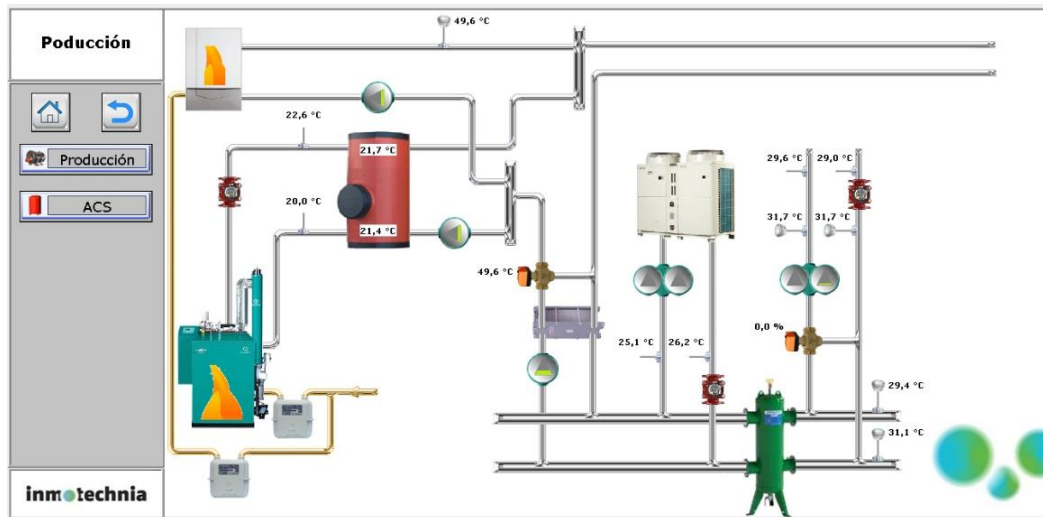 Poducción
Producción
ACS
inmotechnia
49,6 °C
22,6 °C
21,7 °C
20,0 °C
21,4 °C
49,6 °C
25,1 °C
26,2 °C
29,6 °C
29,0 °C
31,7 °C
31,7 °C
0,0 %
29,4 °C
31,1 °C